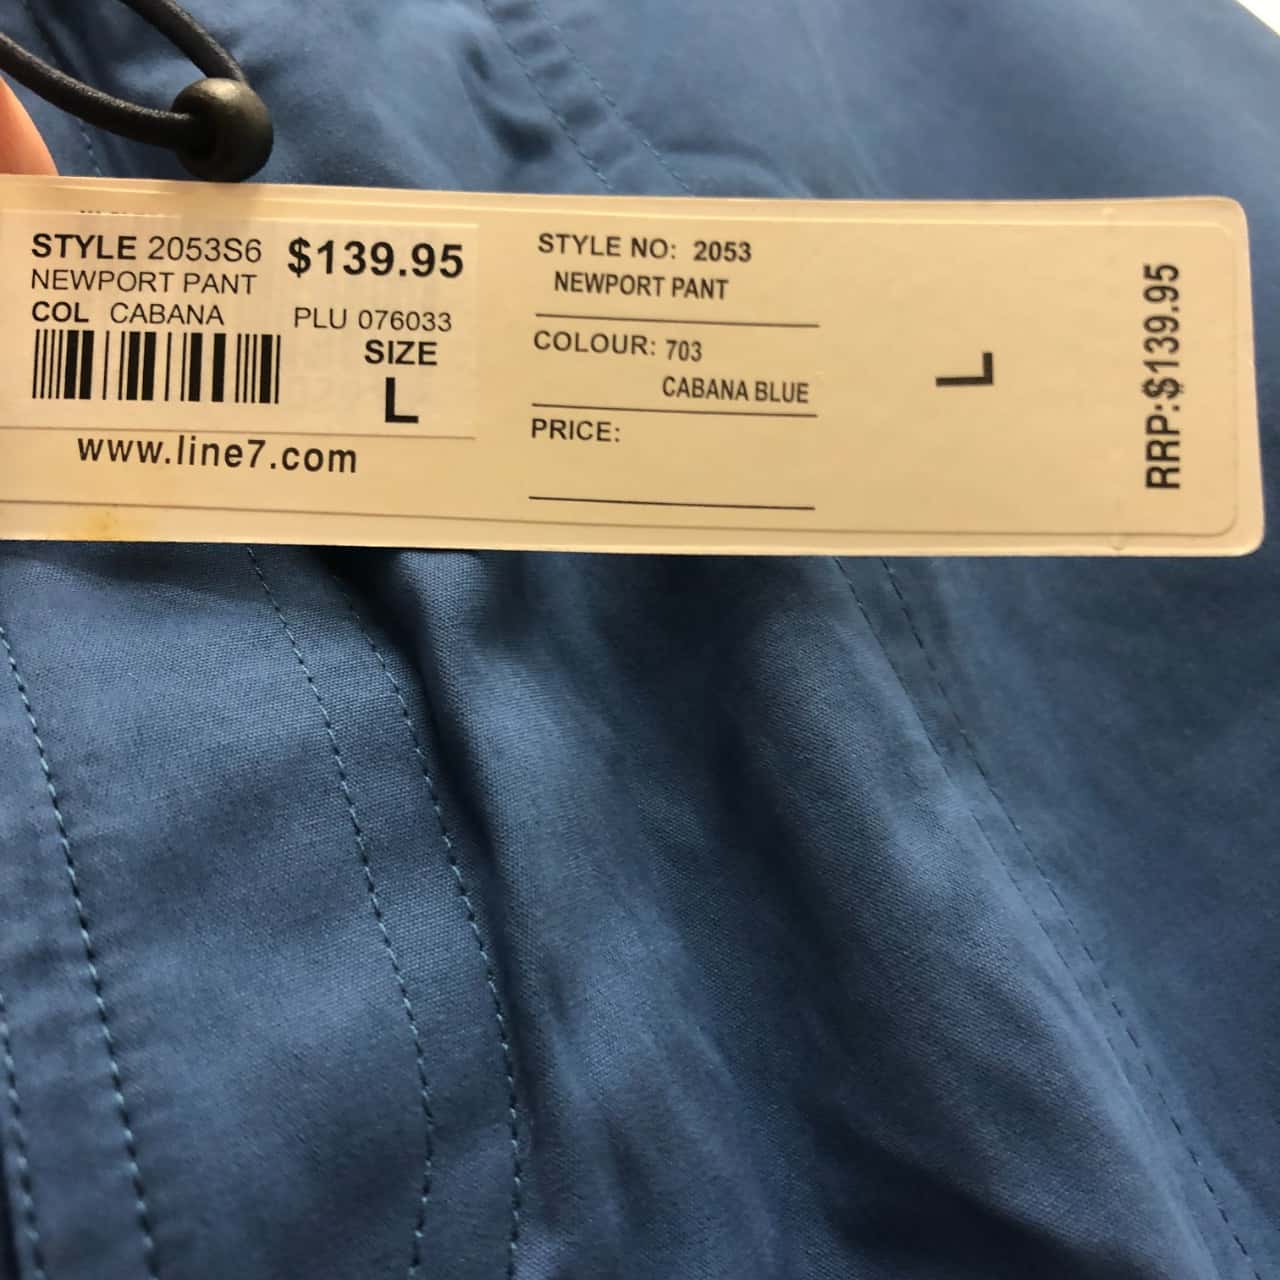 STYLE 2053S6 $139.95
NEWPORT PANT
COL CABANA PLU 076033
SIZE
L
www.line7.com
STYLE NO: 2053
NEWPORT PANT
COLOUR: 703
CABANA BLUE
PRICE:
L
RRP:$139.95